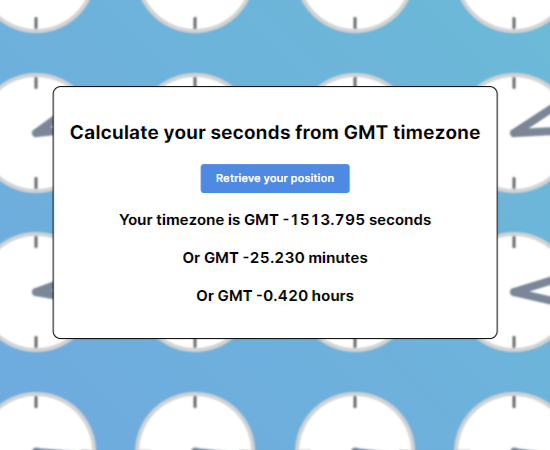 Calculate your seconds from GMT timezone
Retrieve your position
Your timezone is GMT -1513.795 seconds
Or GMT -25.230 minutes
Or GMT -0.420 hours